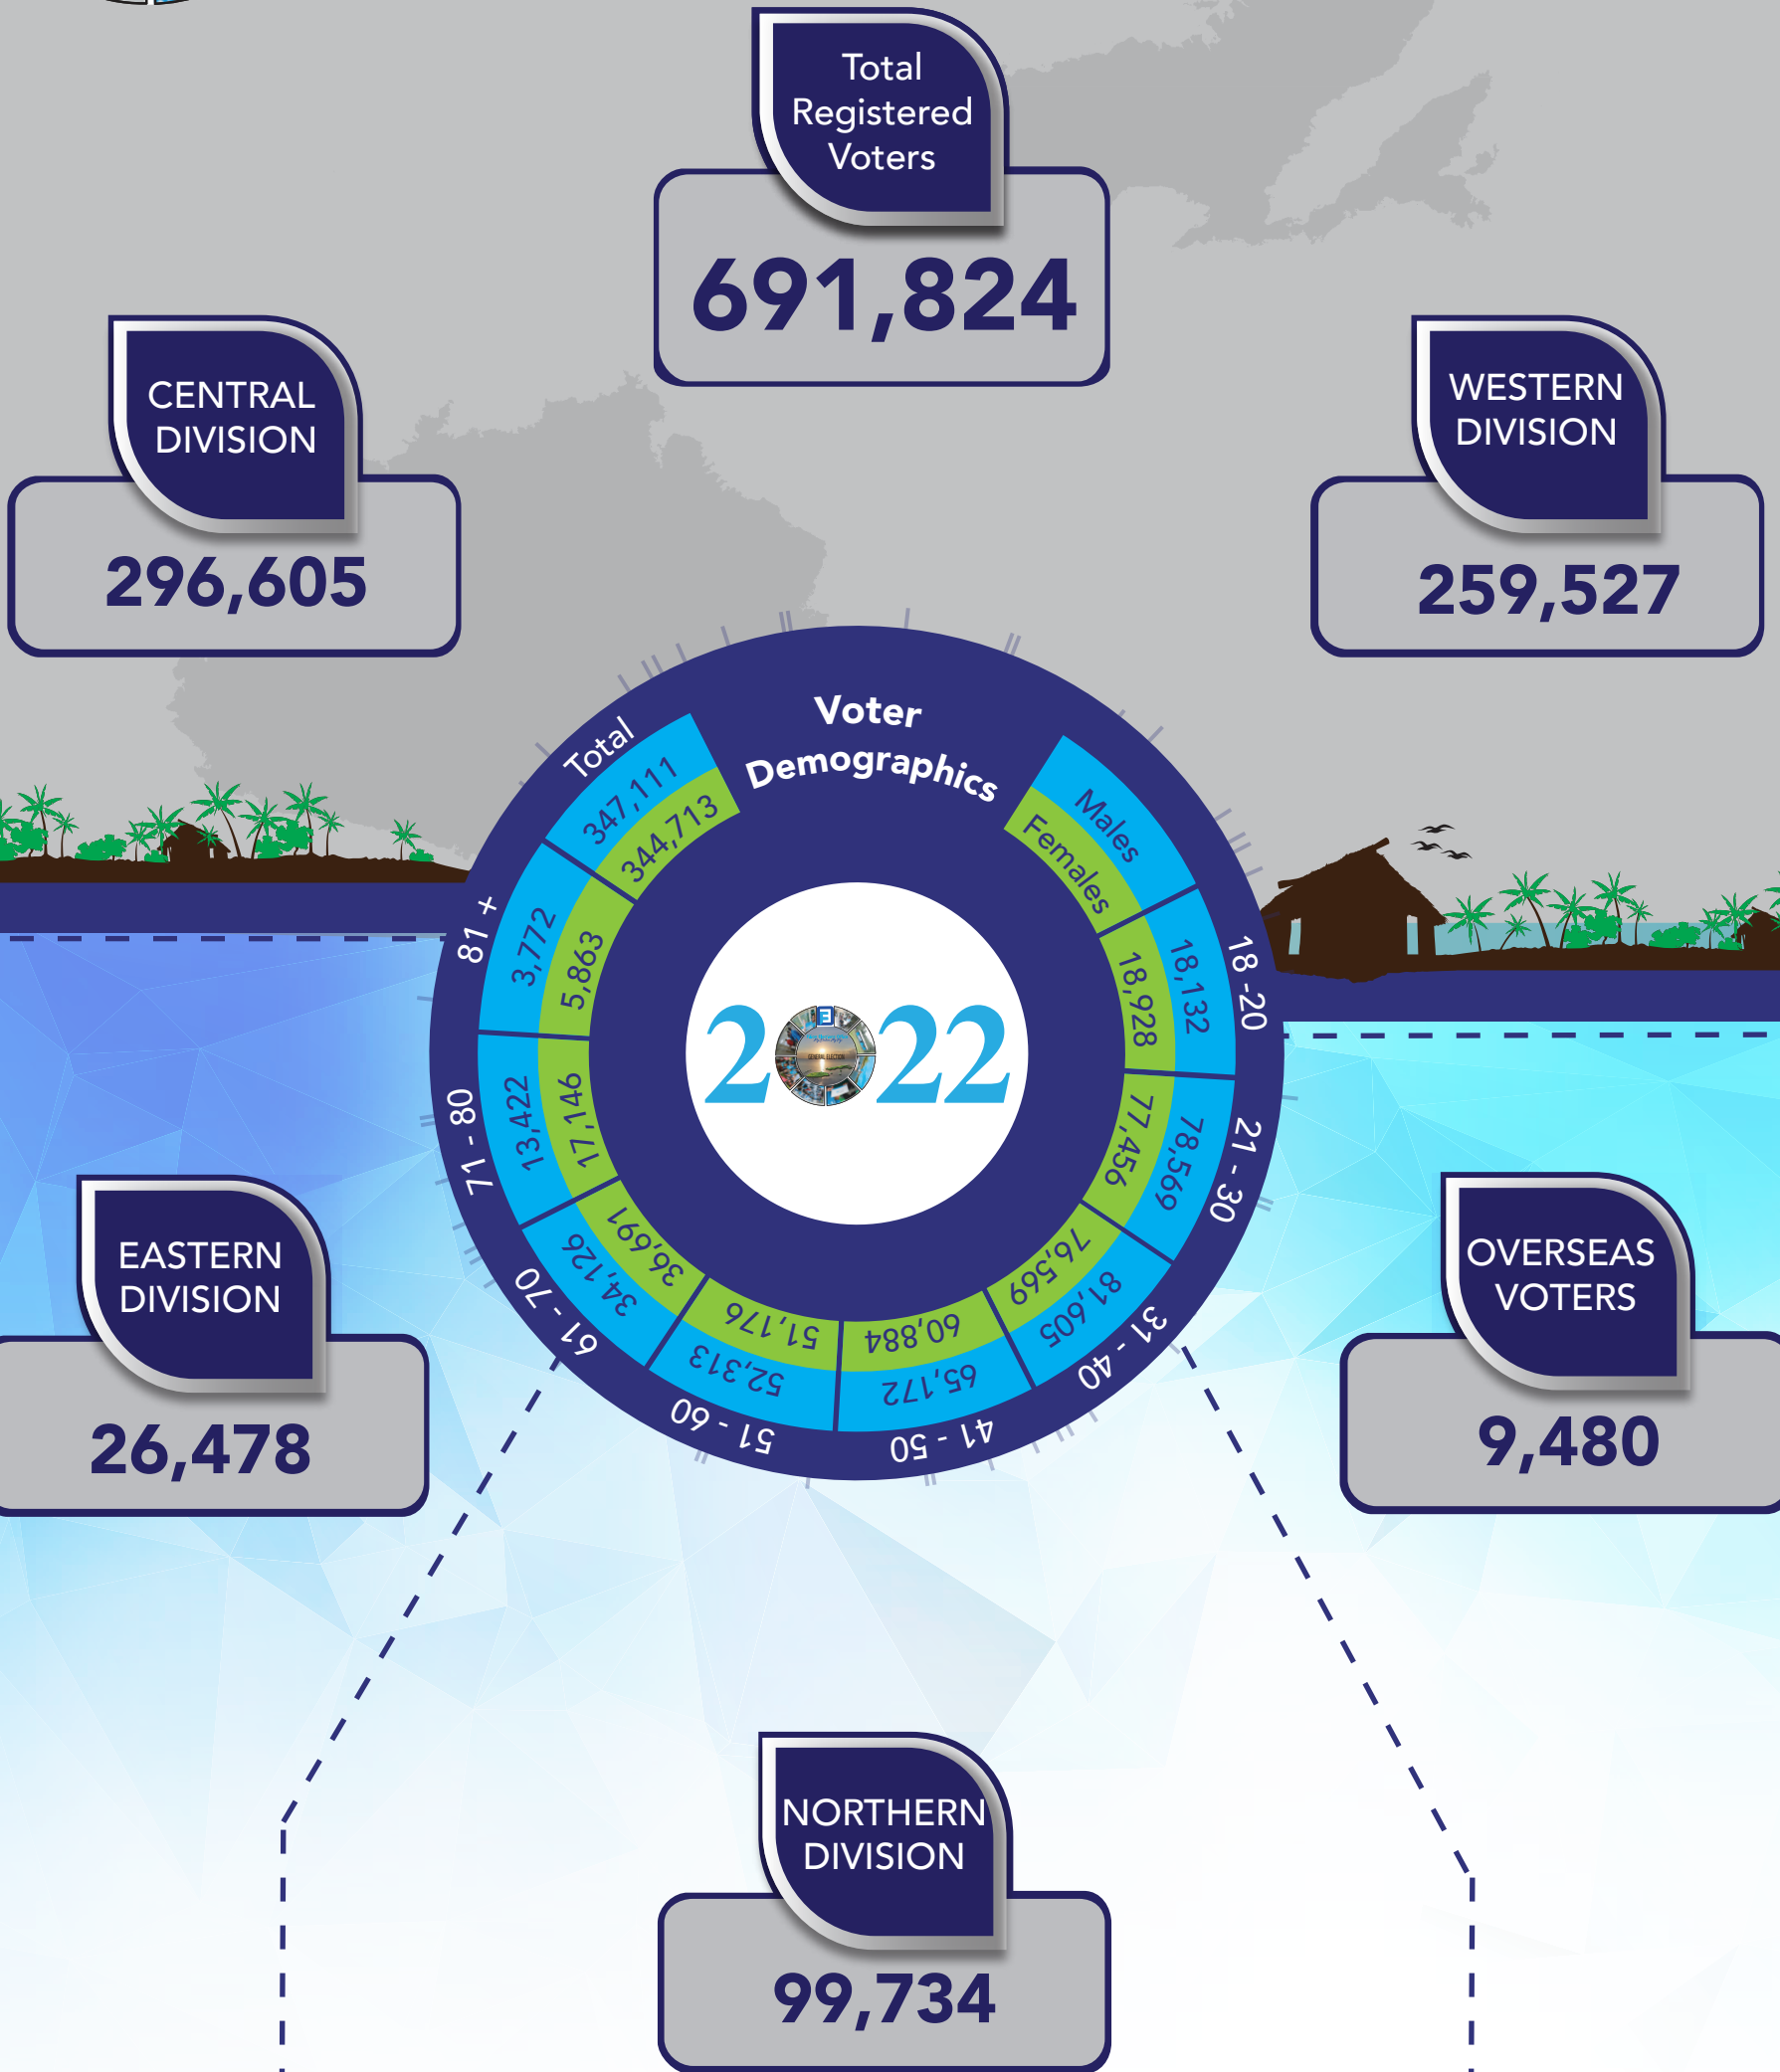 Total
Registered
Voters
691,824
CENTRAL
DIVISION
296,605
WESTERN
DIVISION
259,527
Voter
Demographics
Males
Females
18 -20
18,132
18,928
21 - 30
78,569
77,456
31 - 40
81,605
76,569
41 - 50
65,172
60,884
51 - 60
52,313
51,176
61 - 70
34,126
36,691
71 - 80
13,422
17,146
81 +
3,772
5,863
Total
347,111
344,713
2022
GENERAL ELECTION
EASTERN
DIVISION
26,478
OVERSEAS
VOTERS
9,480
NORTHERN
DIVISION
99,734